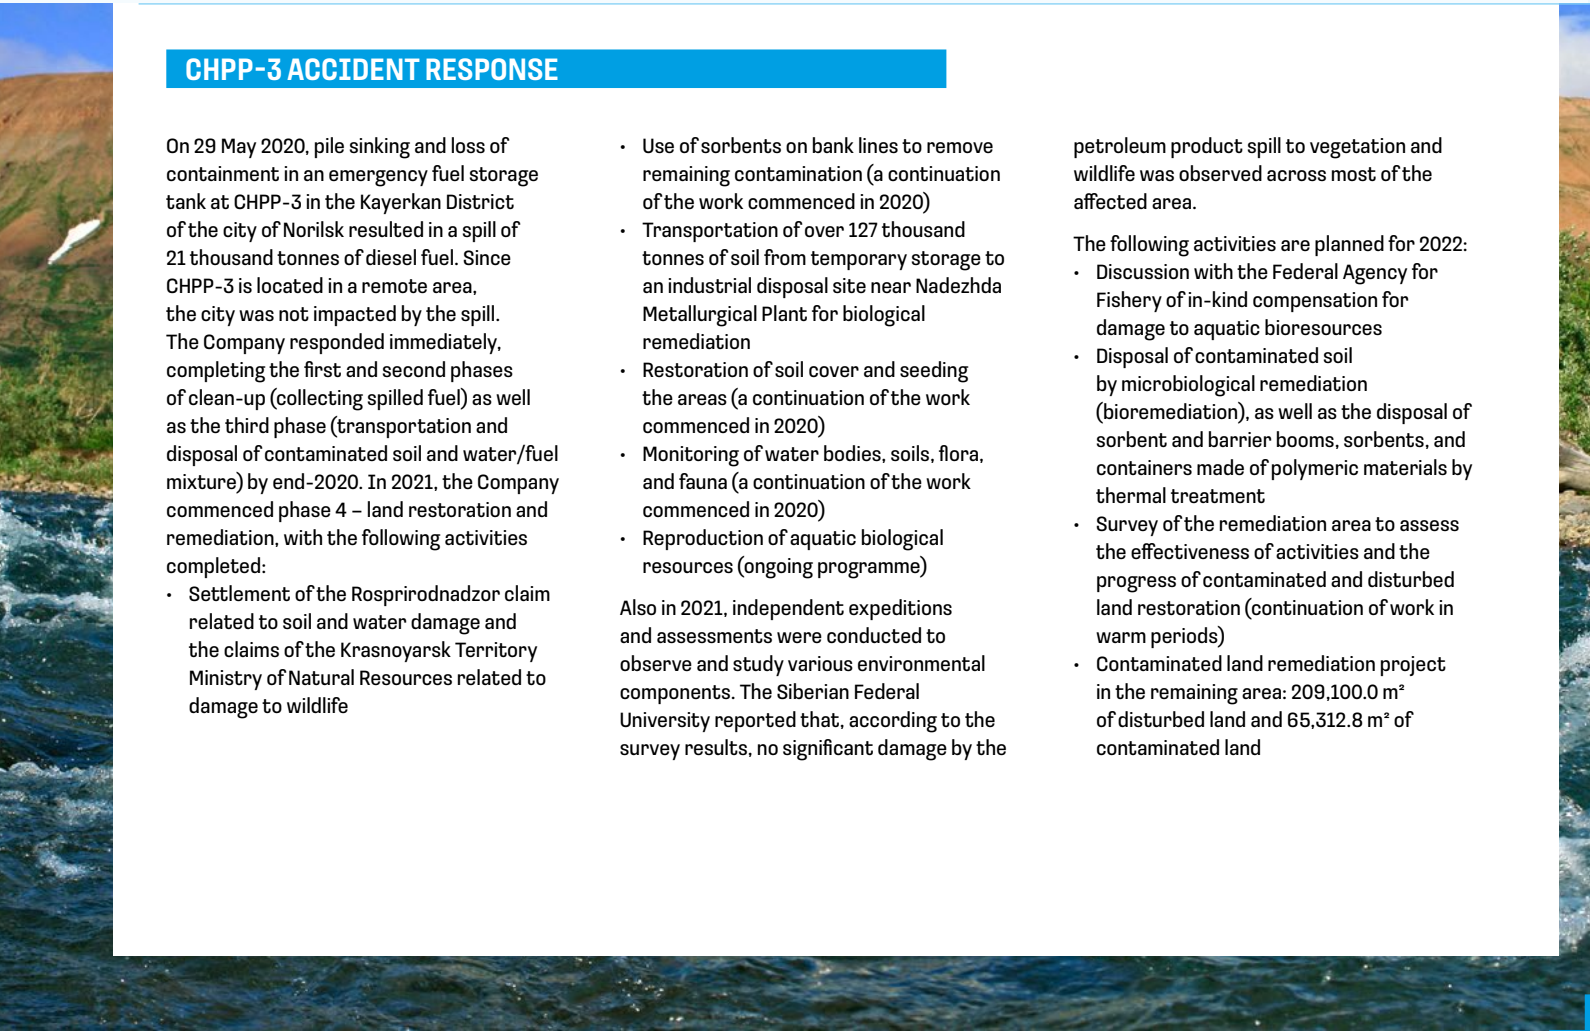 CHPP-3 ACCIDENT RESPONSE
On 29 May 2020, pile sinking and loss of
containment in an emergency fuel storage
tank at CHPP-3 in the Kayerkan District
of the city of Norilsk resulted in a spill of
21 thousand tonnes of diesel fuel. Since
CHPP-3 is located in a remote area,
the city was not impacted by the spill.
The Company responded immediately,
completing the first and second phases
of clean-up (collecting spilled fuel) as well
as the third phase (transportation and
disposal of contaminated soil and water/fuel
mixture) by end-2020. In 2021, the Company
commenced phase 4 – land restoration and
remediation, with the following activities
completed:
• Settlement of the Rosprirodnadzor claim
related to soil and water damage and
the claims of the Krasnoyarsk Territory
Ministry of Natural Resources related to
damage to wildlife
• Use of sorbents on bank lines to remove
remaining contamination (a continuation
of the work commenced in 2020)
• Transportation of over 127 thousand
tonnes of soil from temporary storage to
an industrial disposal site near Nadezhda
Metallurgical Plant for biological
remediation
• Restoration of soil cover and seeding
the areas (a continuation of the work
commenced in 2020)
• Monitoring of water bodies, soils, flora,
and fauna (a continuation of the work
commenced in 2020)
• Reproduction of aquatic biological
resources (ongoing programme)
Also in 2021, independent expeditions
and assessments were conducted to
observe and study various environmental
components. The Siberian Federal
University reported that, according to the
survey results, no significant damage by the
petroleum product spill to vegetation and
wildlife was observed across most of the
affected area.
The following activities are planned for 2022:
• Discussion with the Federal Agency for
Fishery of in-kind compensation for
damage to aquatic bioresources
• Disposal of contaminated soil
by microbiological remediation
(bioremediation), as well as the disposal of
sorbent and barrier booms, sorbents, and
containers made of polymeric materials by
thermal treatment
• Survey of the remediation area to assess
the effectiveness of activities and the
progress of contaminated and disturbed
land restoration (continuation of work in
warm periods)
• Contaminated land remediation project
in the remaining area: 209,100.0 m²
of disturbed land and 65,312.8 m² of
contaminated land